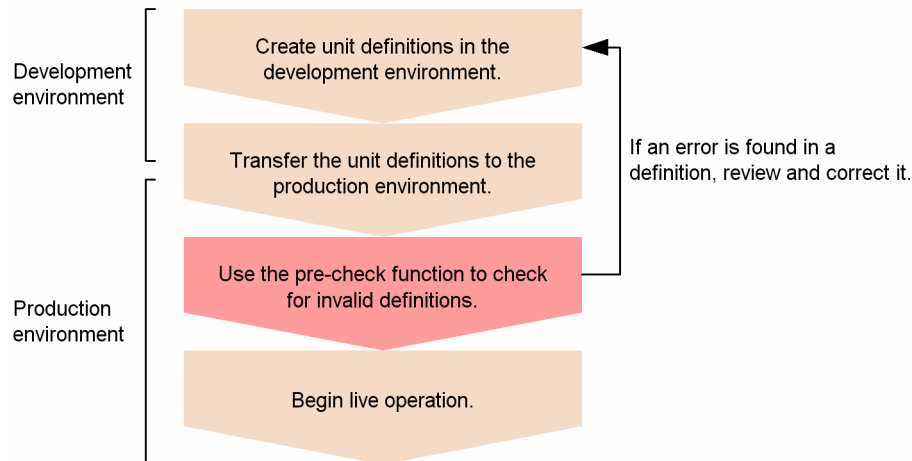 Development
environment
Create unit definitions in the
development environment.
Transfer the unit definitions to the
production environment.
If an error is found in a
definition, review and correct it.
Production
environment
Use the pre-check function to check
for invalid definitions.
Begin live operation.